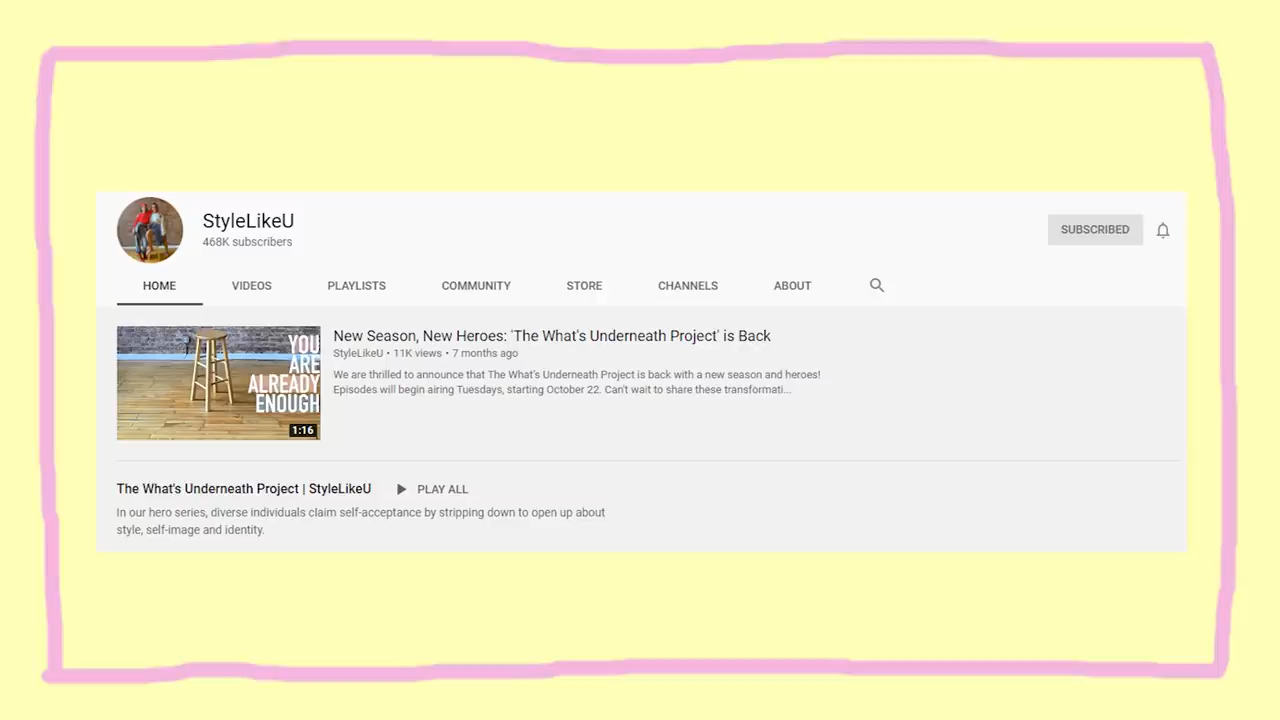 StyleLikeU
468K subscribers
SUBSCRIBED
HOME VIDEOS PLAYLISTS COMMUNITY STORE CHANNELS ABOUT
YOU
ARE
ALREADY
ENOUGH
1:16
New Season, New Heroes: 'The What's Underneath Project' is Back
StyleLikeU • 11K views • 7 months ago
We are thrilled to announce that The What's Underneath Project is back with a new season and heroes!
Episodes will begin airing Tuesdays, starting October 22. Can't wait to share these transformati...
The What's Underneath Project | StyleLikeU PLAY ALL
In our hero series, diverse individuals claim self-acceptance by stripping down to open up about
style, self-image and identity.